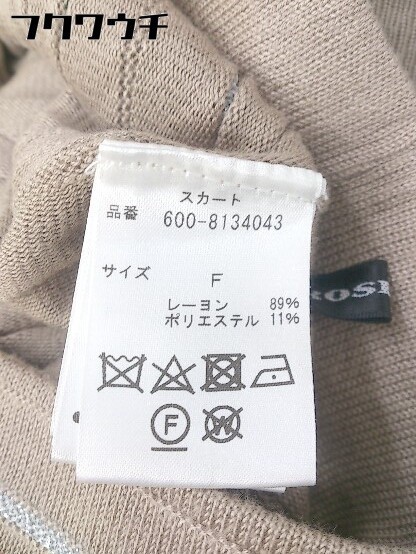 フクワウチ
スカート
品番 600-8134043
サイズ F
レーヨン 89%
ポリエステル 11%
F
W